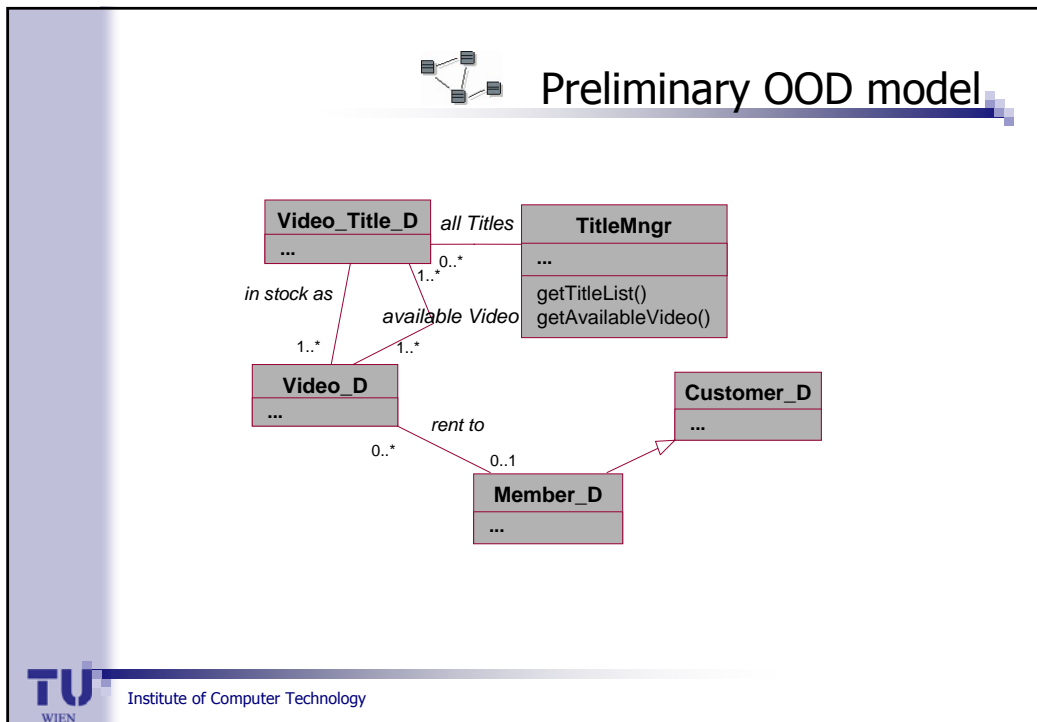 Preliminary OOD model
Video_Title_D
...
all Titles
0..*
TitleMngr
...
getTitleList()
getAvailableVideo()
in stock as
1..*
1..*
available Video
1..*
Video_D
...
rent to
0..*
0..1
Customer_D
...
Member_D
...
TU
WIEN
Institute of Computer Technology